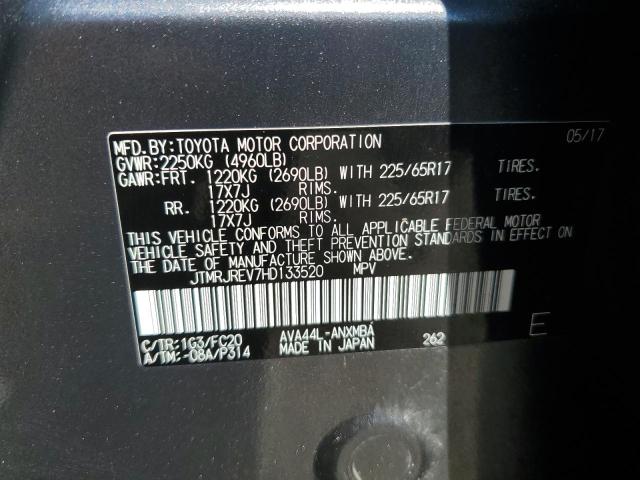 MFD.BY:TOYOTA MOTOR CORPORATION 05/17
GVWR:2250KG (4960LB)
GAWR:FRT. 1220KG (2690LB) WITH 225/65R17 TIRES.
17X7J RIMS.
RR. 1220KG (2690LB) WITH 225/65R17 TIRES.
17X7J RIMS.
THIS VEHICLE CONFORMS TO ALL APPLICABLE FEDERAL MOTOR
VEHICLE SAFETY AND THEFT PREVENTION STANDARDS IN EFFECT ON
THE DATE OF MANUFACTURE SHOWN ABOVE.
JTMRJREV7HD133520 MPV
C/TR:1G3/FC20 AVA44L-ANXMBA 262 E
A/TM:-08A/P314 MADE IN JAPAN